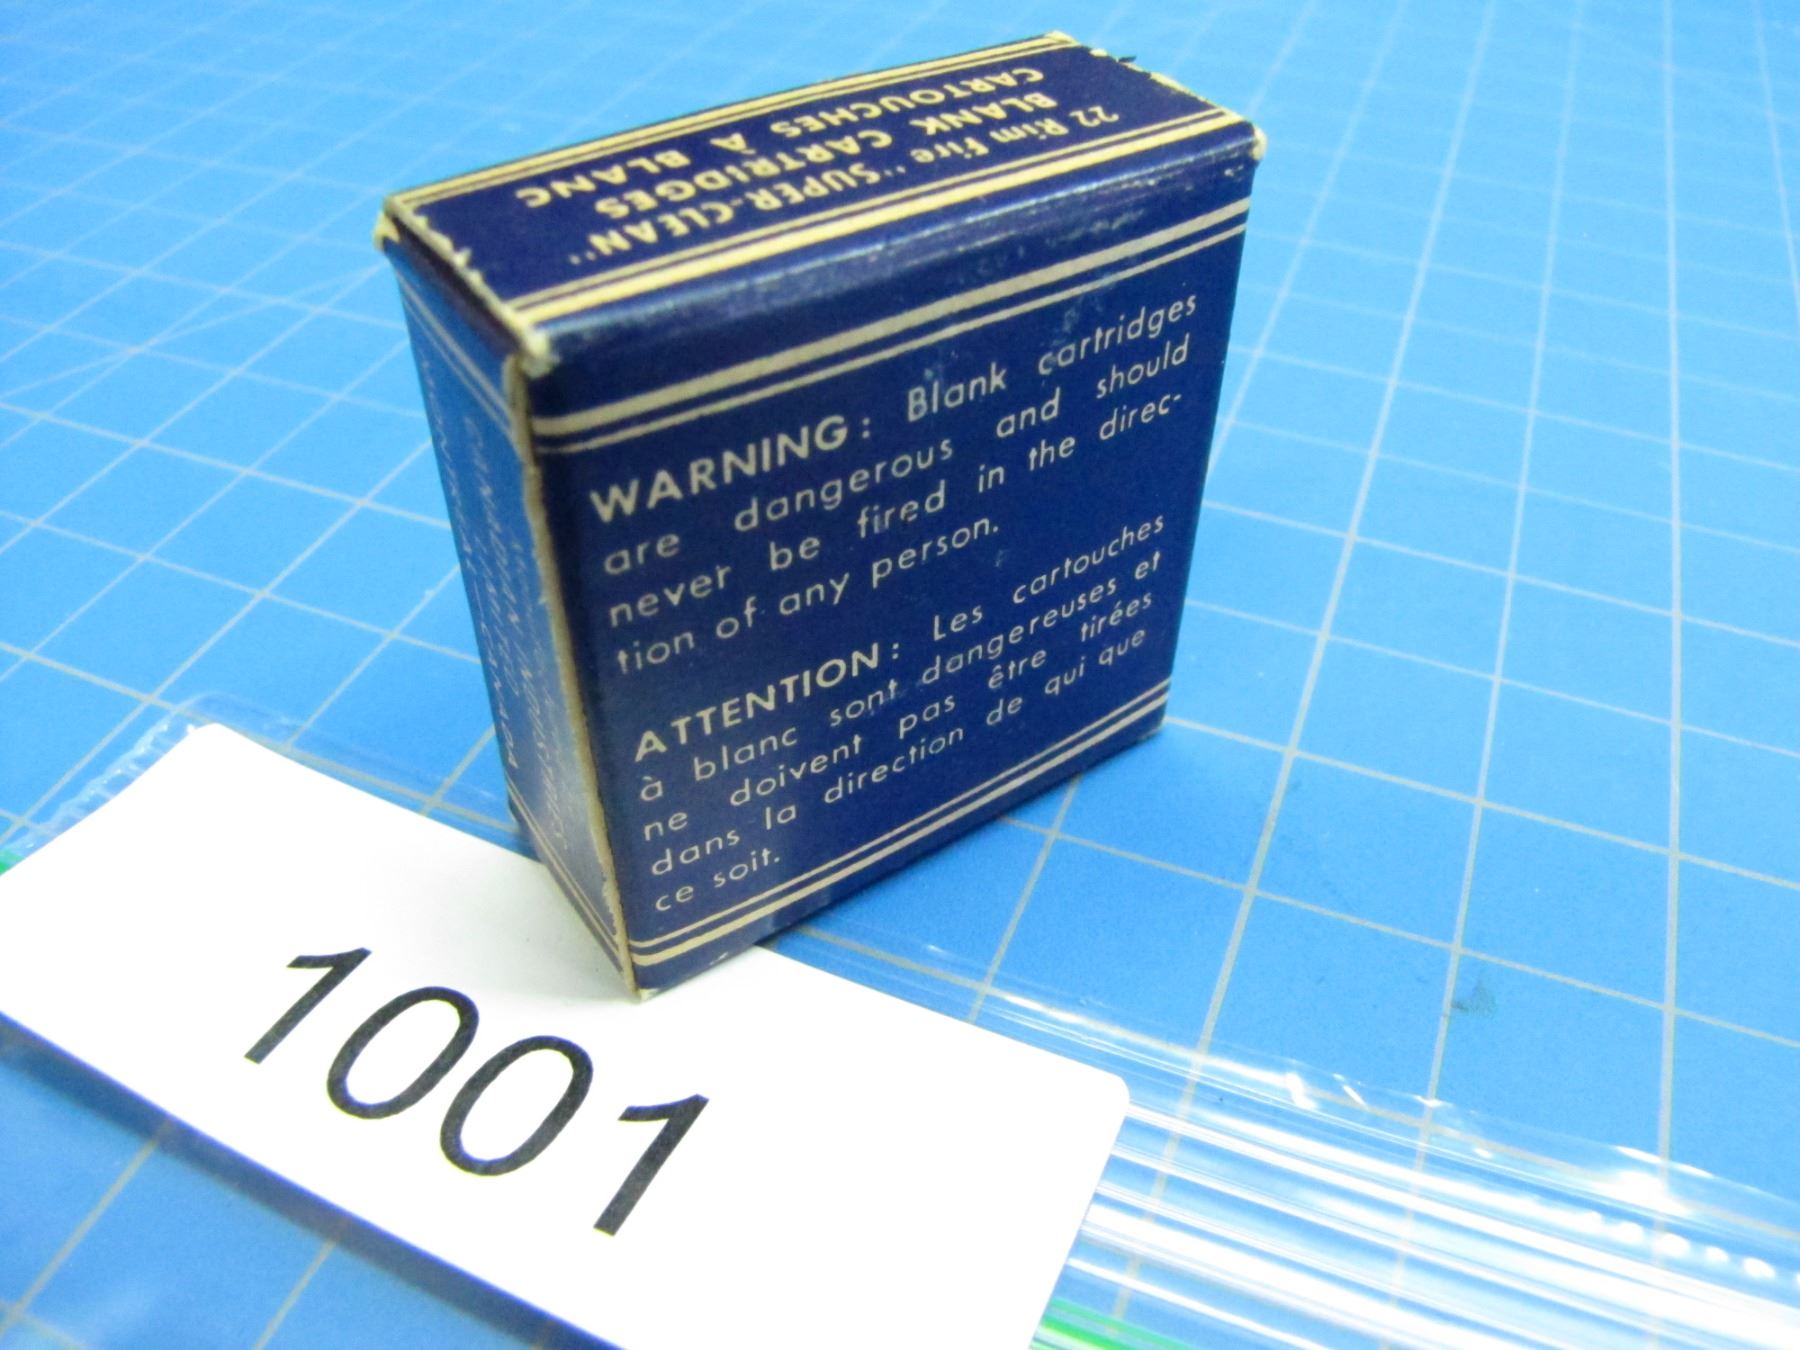 22 Rim Fire "SUPER-CLEAN"
BLANK CARTRIDGES
CARTOUCHES À BLANC
WARNING: Blank cartridges
are dangerous and should
never be fired in the direc-
tion of any person.
ATTENTION: Les cartouches
à blanc sont dangereuses et
ne doivent pas être tirées
dans la direction de qui que
ce soit.
CANADIAN INDUSTRIES
1001